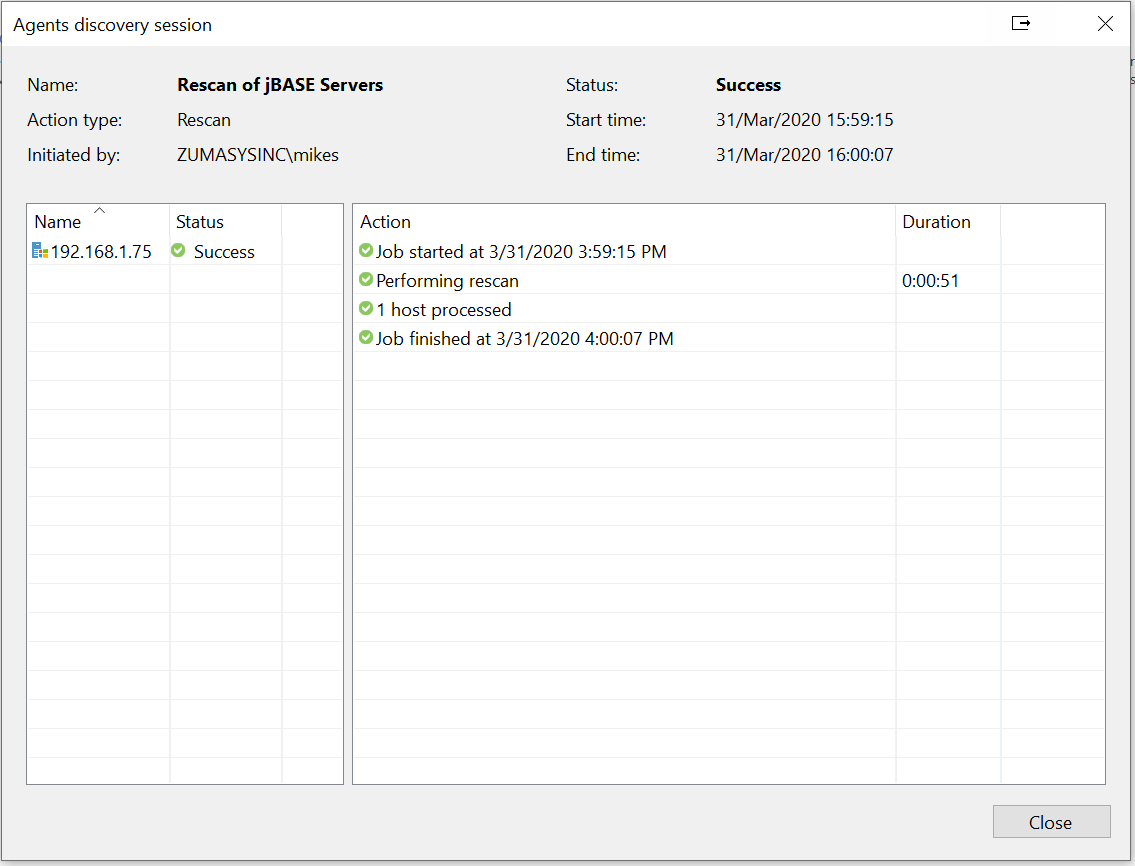 Agents discovery session
Name: Rescan of jBASE Servers Status: Success
Action type: Rescan Start time: 31/Mar/2020 15:59:15
Initiated by: ZUMASYSINC\mikes End time: 31/Mar/2020 16:00:07
Name Status Action Duration
192.168.1.75 Success Job started at 3/31/2020 3:59:15 PM
Performing rescan 0:00:51
1 host processed
Job finished at 3/31/2020 4:00:07 PM
Close